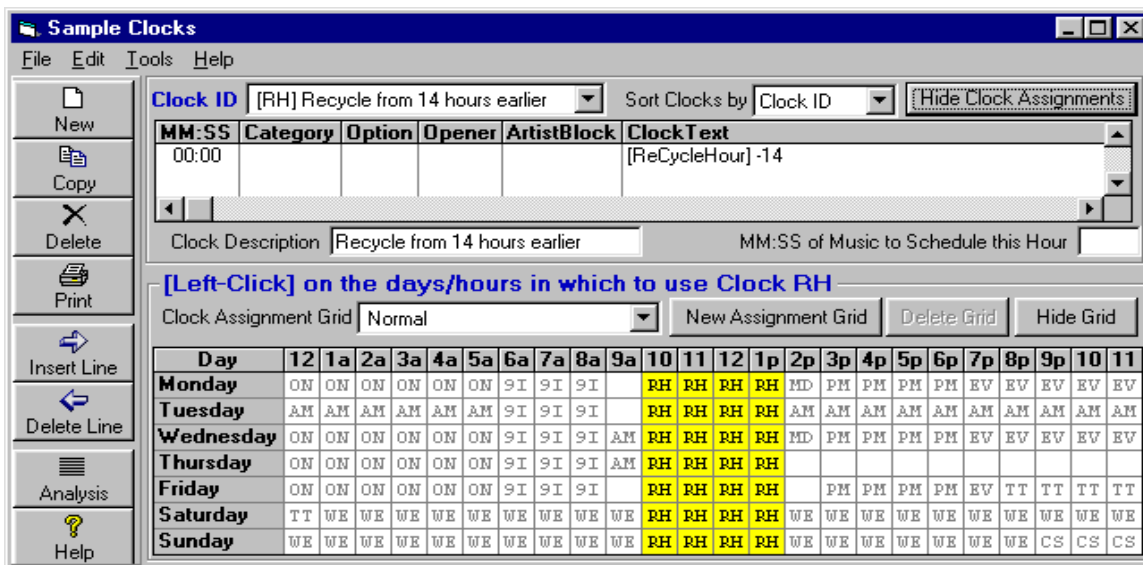 Sample Clocks
File Edit Tools Help
New
Copy
Delete
Print
Insert Line
Delete Line
Analysis
Help
Clock ID [RH] Recycle from 14 hours earlier Sort Clocks by Clock ID Hide Clock Assignments
MM:SS Category Option Opener ArtistBlock ClockText
00:00 [ReCycleHour] -14
Clock Description Recycle from 14 hours earlier MM:SS of Music to Schedule this Hour
[Left-Click] on the days/hours in which to use Clock RH
Clock Assignment Grid Normal New Assignment Grid Delete Grid Hide Grid
Day 12 1a 2a 3a 4a 5a 6a 7a 8a 9a 10 11 12 1p 2p 3p 4p 5p 6p 7p 8p 9p 10 11
Monday ON ON ON ON ON ON 9I 9I 9I RH RH RH RH MD PM PM PM PM EV EV EV EV EV
Tuesday AM AM AM AM AM AM 9I 9I 9I RH RH RH RH AM AM AM AM AM AM AM AM AM AM
Wednesday ON ON ON ON ON ON 9I 9I 9I AM RH RH RH RH MD PM PM PM PM EV EV EV EV EV
Thursday ON ON ON ON ON ON 9I 9I 9I AM RH RH RH RH
Friday ON ON ON ON ON ON 9I 9I 9I RH RH RH RH PM PM PM PM EV TT TT TT TT
Saturday TT WE WE WE WE WE WE WE WE WE RH RH RH RH WE WE WE WE WE WE WE WE WE WE
Sunday WE WE WE WE WE WE WE WE WE WE RH RH RH RH WE WE WE WE WE WE WE CS CS CS